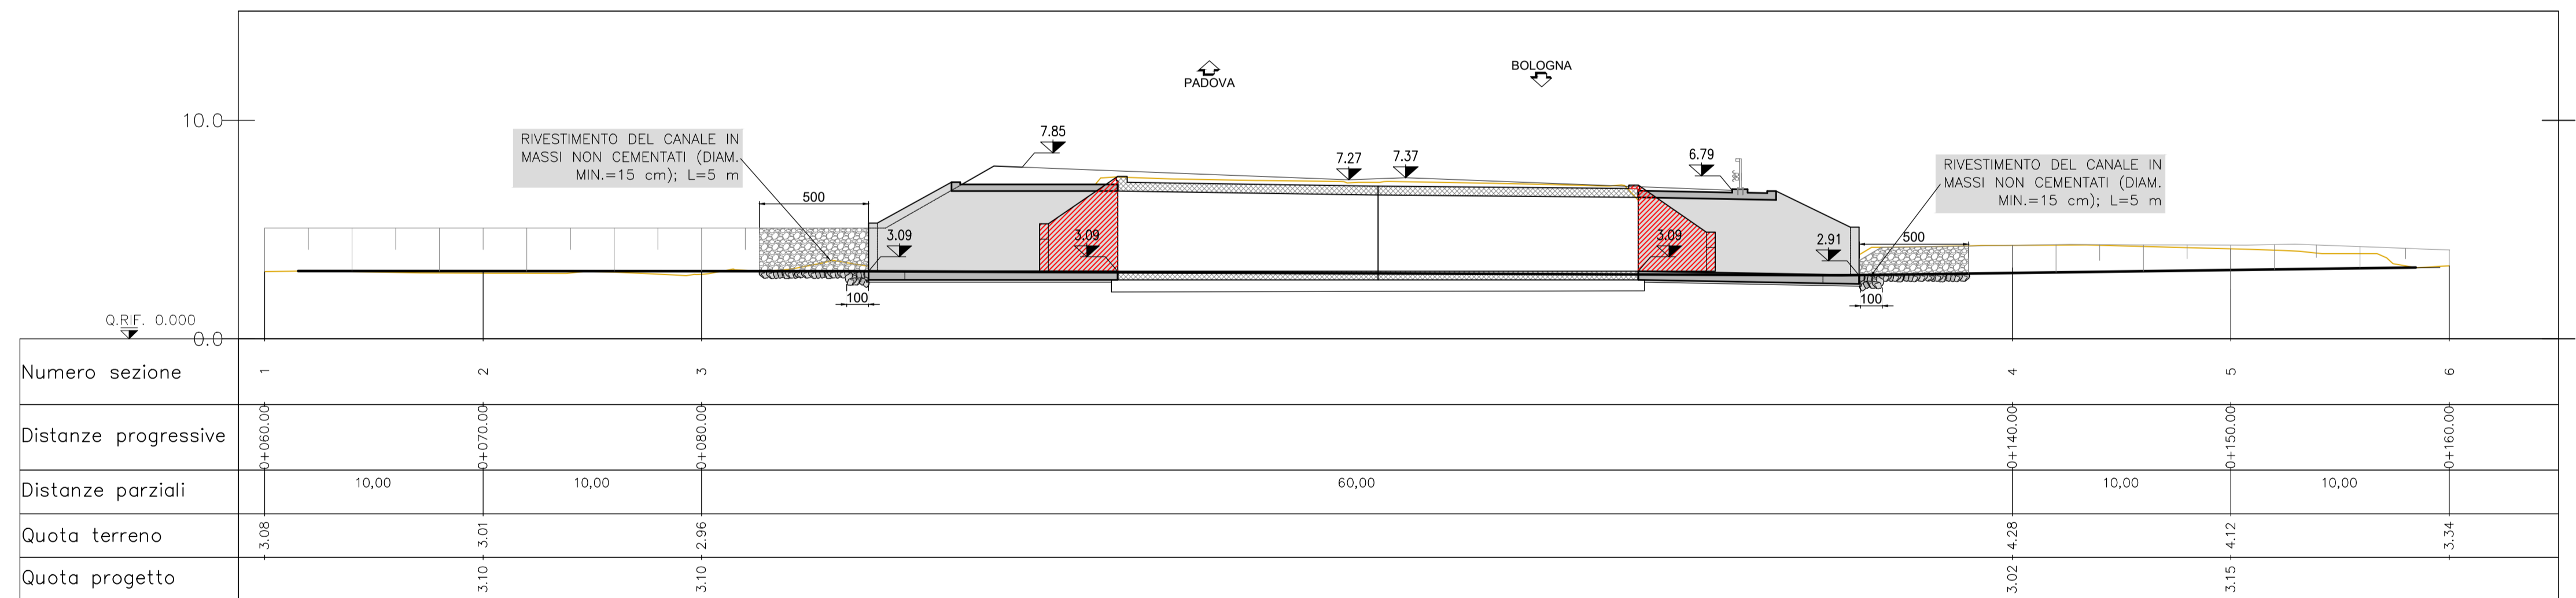 PADOVA
BOLOGNA
10.0
RIVESTIMENTO DEL CANALE IN
MASSI NON CEMENTATI (DIAM.
MIN.=15 cm); L=5 m
7.85
7.27
7.37
6.79
RIVESTIMENTO DEL CANALE IN
MASSI NON CEMENTATI (DIAM.
MIN.=15 cm); L=5 m
500
3.09
3.09
3.09
2.91
500
100
100
Q.RIF. 0.000
0.0
Numero sezione 1 2 3 4 5 6
Distanze progressive 0+060.00 0+070.00 0+080.00 0+140.00 0+150.00 0+160.00
Distanze parziali 10,00 10,00 60,00 10,00 10,00
Quota terreno 3.08 3.01 2.96 4.28 4.12 3.34
Quota progetto 3.10 3.10 3.02 3.15